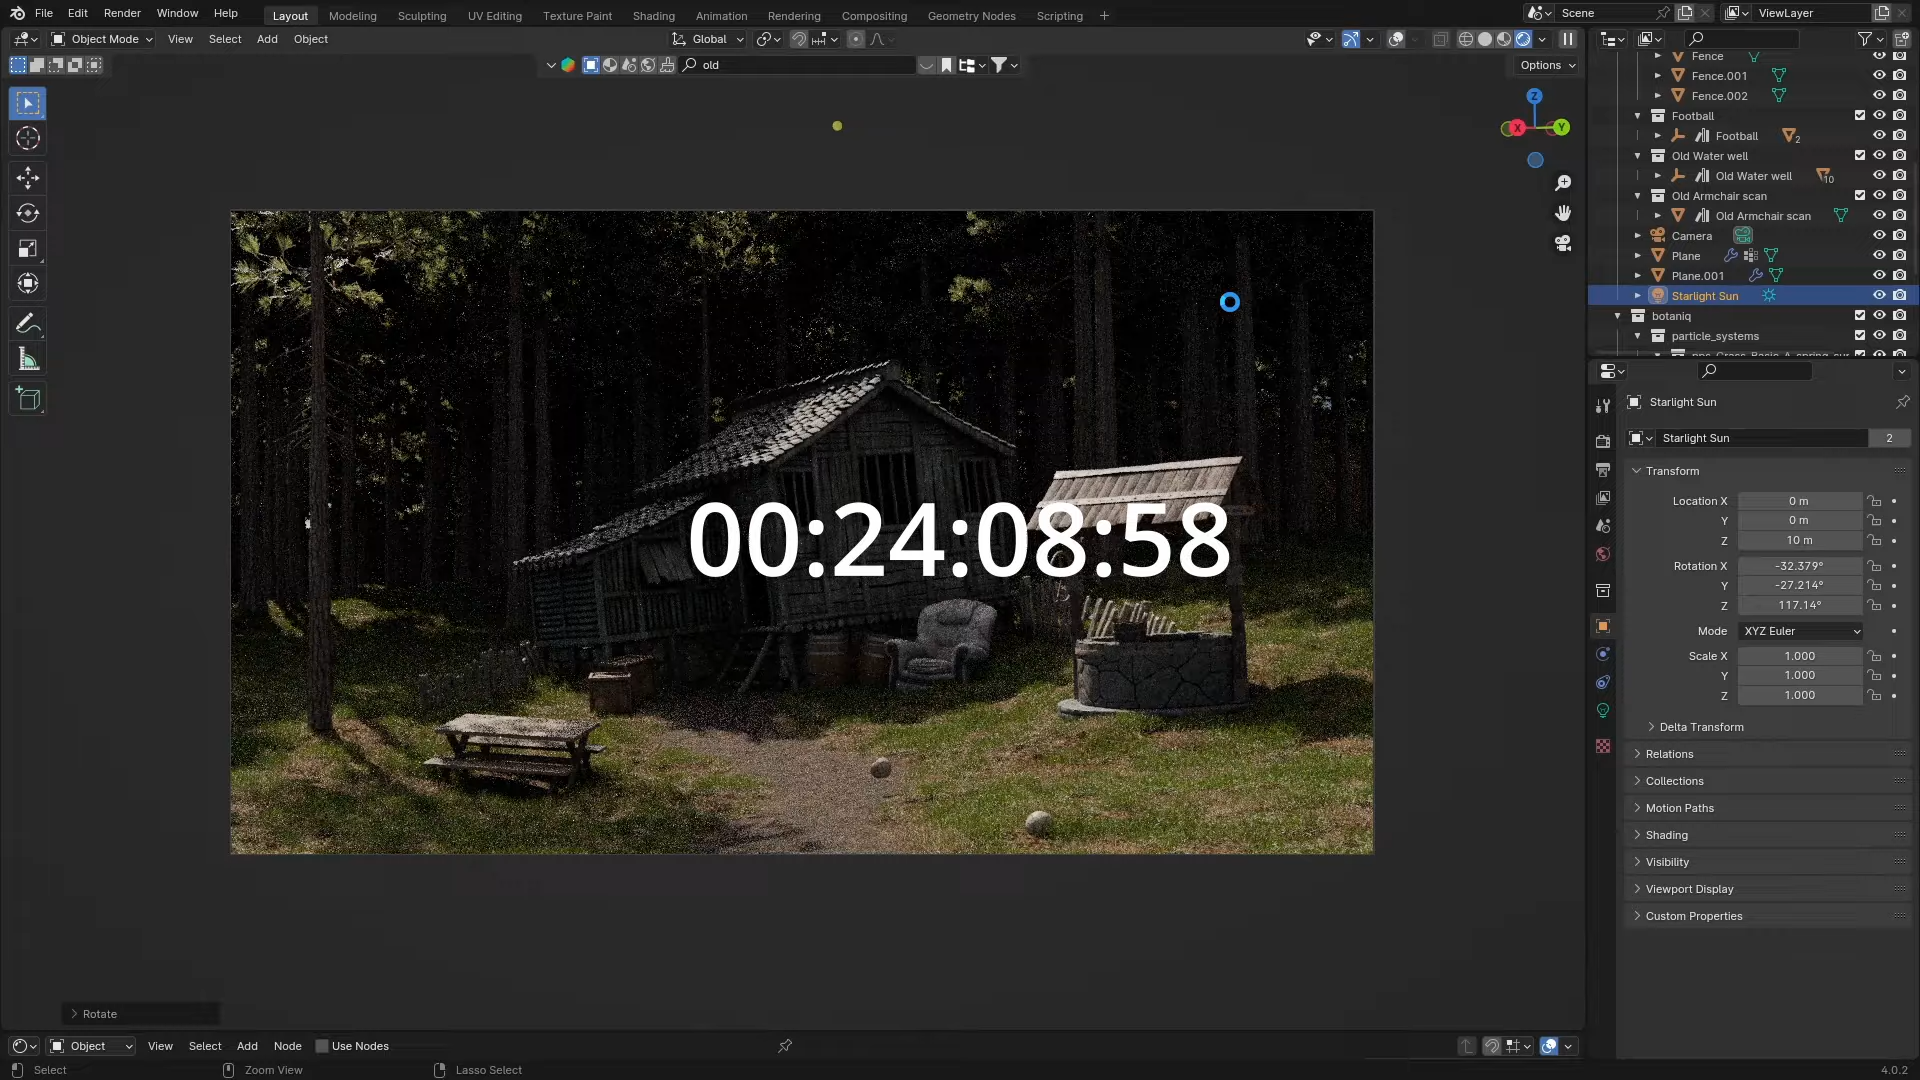 File Edit Render Window Help
Layout Modeling Sculpting UV Editing Texture Paint Shading Animation Rendering Compositing Geometry Nodes Scripting +
Scene
ViewLayer
Object Mode View Select Add Object
Global
old
Options
Z
X
Y
Fence
Fence.001
Fence.002
Football
Football
2
Old Water well
Old Water well
10
Old Armchair scan
Old Armchair scan
Camera
Plane
Plane.001
Starlight Sun
botaniq
particle_systems
00:24:08:58
Starlight Sun
Starlight Sun 2
Transform
Location X 0 m
Y 0 m
Z 10 m
Rotation X -32.379°
Y -27.214°
Z 117.14°
Mode XYZ Euler
Scale X 1.000
Y 1.000
Z 1.000
Delta Transform
Relations
Collections
Motion Paths
Shading
Visibility
Viewport Display
Custom Properties
Rotate
Object View Select Add Node Use Nodes
Select Zoom View Lasso Select 4.0.2